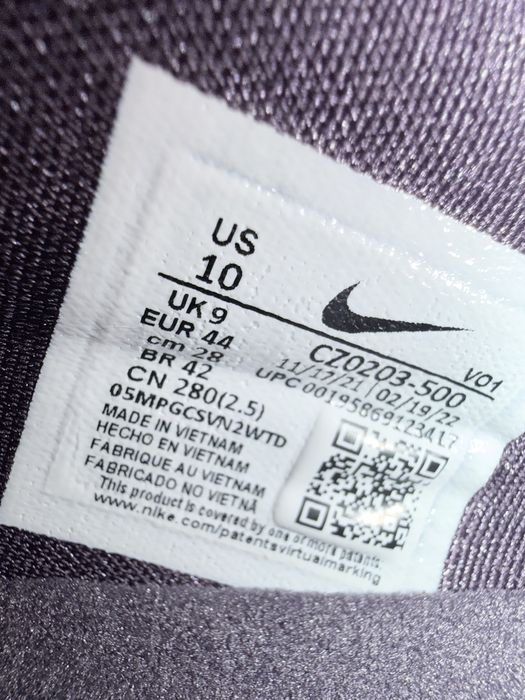 US
10
UK 9
EUR 44
cm 28
BR 42
CN 280(2.5)
05MPGCSVN2WTD
MADE IN VIETNAM
HECHO EN VIETNAM
FABRIQUE AU VIETNAM
FABRICADO NO VIETNÃ
This product is covered by one or more patents.
www.nike.com/patentsvirtualmarking
CZ0203-500 V01
11/17/21 02/19/22
UPC 00195869123417